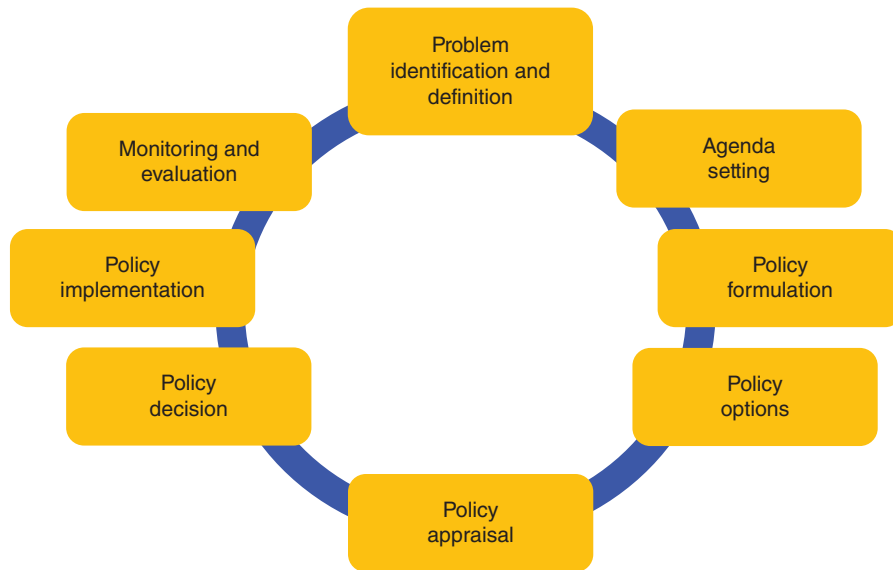 Problem
identification and
definition
Agenda
setting
Policy
formulation
Policy
options
Policy
appraisal
Policy
decision
Policy
implementation
Monitoring and
evaluation